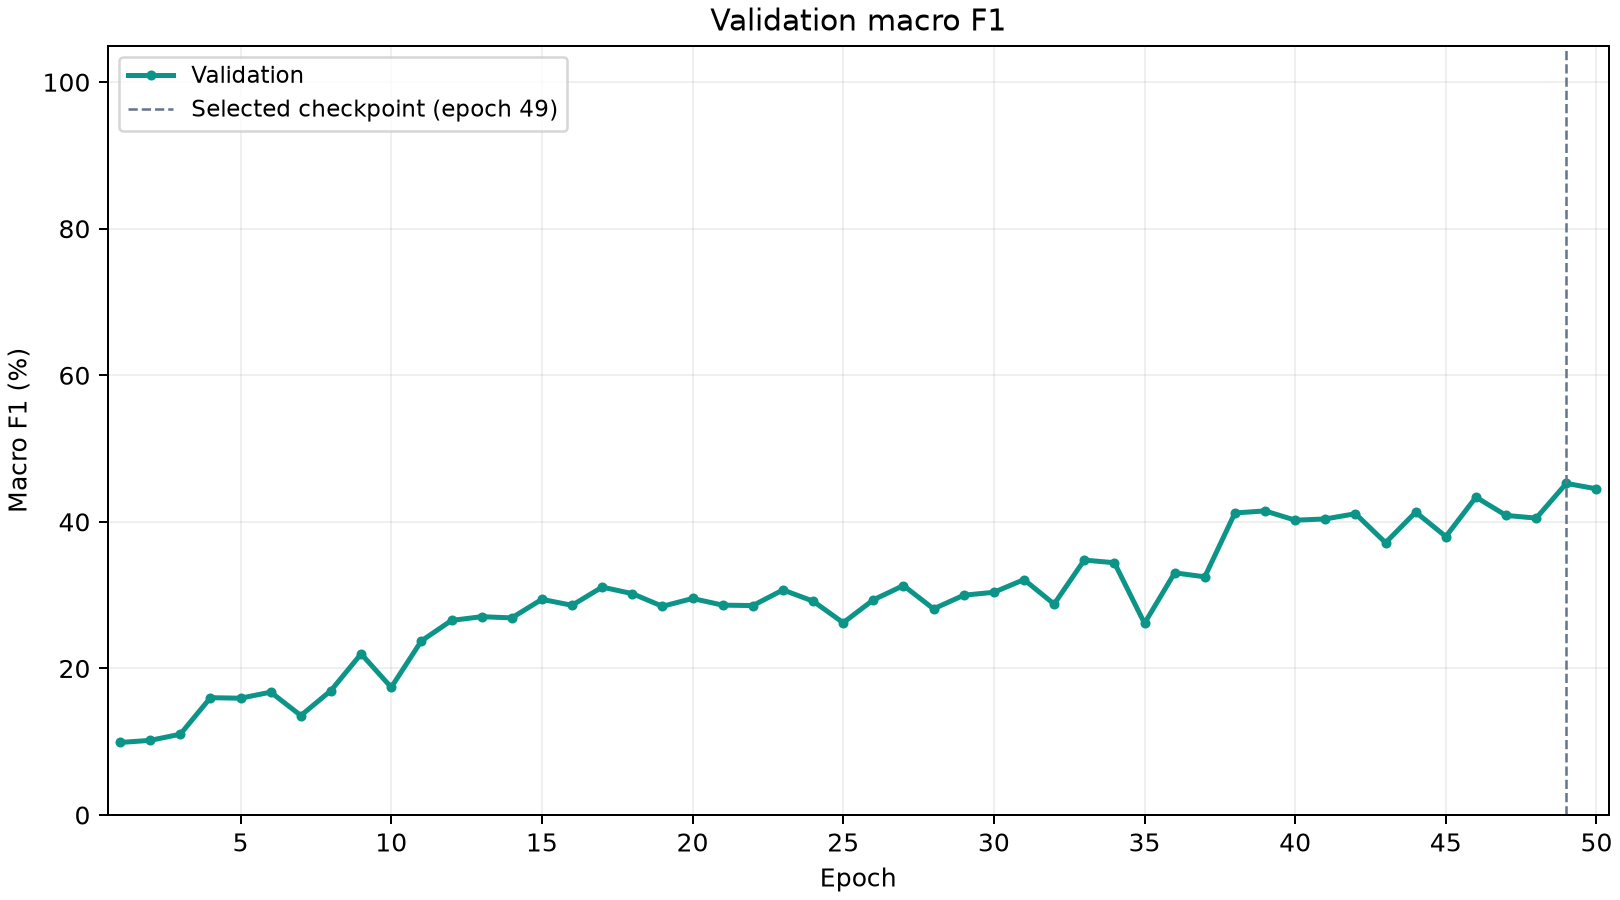 Validation macro F1
Validation
Selected checkpoint (epoch 49)
Macro F1 (%)
100
80
60
40
20
0
5 10 15 20 25 30 35 40 45 50
Epoch